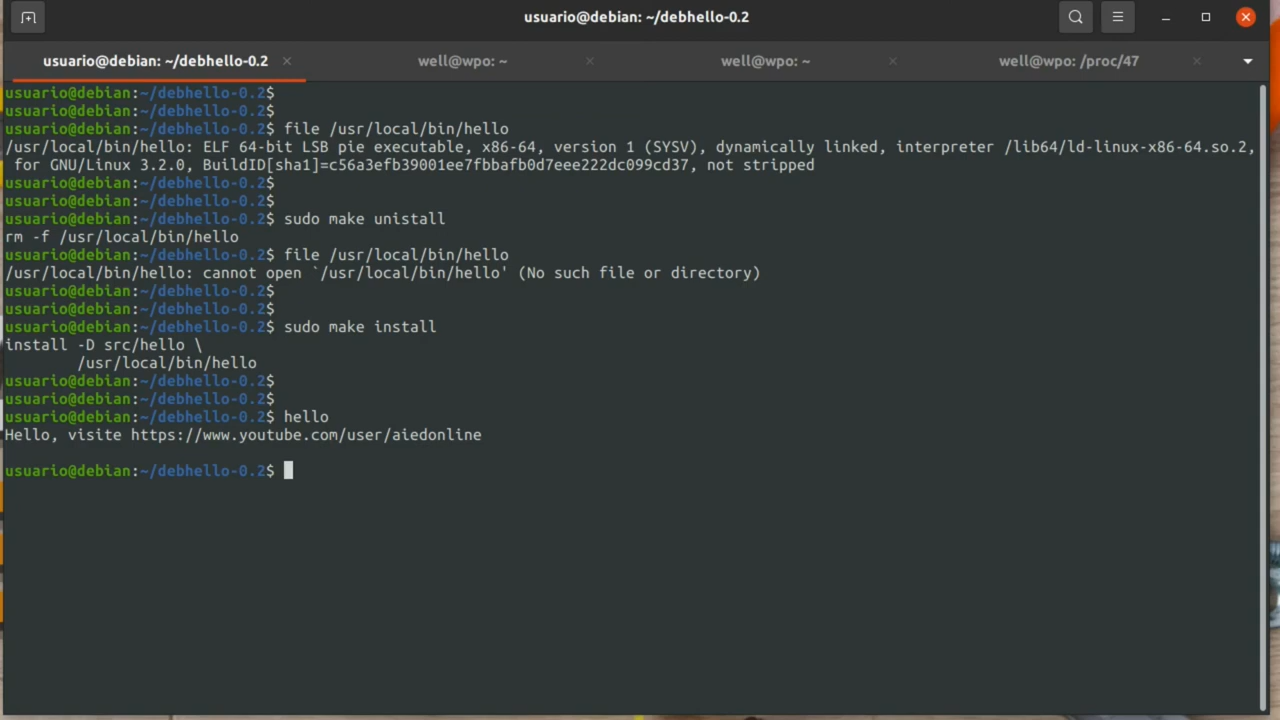 usuario@debian: ~/debhello-0.2
usuario@debian: ~/debhello-0.2
well@wpo: ~
well@wpo: ~
well@wpo: /proc/47
usuario@debian:~/debhello-0.2$
usuario@debian:~/debhello-0.2$
usuario@debian:~/debhello-0.2$ file /usr/local/bin/hello
/usr/local/bin/hello: ELF 64-bit LSB pie executable, x86-64, version 1 (SYSV), dynamically linked, interpreter /lib64/ld-linux-x86-64.so.2,
for GNU/Linux 3.2.0, BuildID[sha1]=c56a3efb39001ee7fbbafb0d7eee222dc099cd37, not stripped
usuario@debian:~/debhello-0.2$
usuario@debian:~/debhello-0.2$
usuario@debian:~/debhello-0.2$ sudo make unistall
rm -f /usr/local/bin/hello
usuario@debian:~/debhello-0.2$ file /usr/local/bin/hello
/usr/local/bin/hello: cannot open `/usr/local/bin/hello' (No such file or directory)
usuario@debian:~/debhello-0.2$
usuario@debian:~/debhello-0.2$
usuario@debian:~/debhello-0.2$ sudo make install
install -D src/hello \
/usr/local/bin/hello
usuario@debian:~/debhello-0.2$
usuario@debian:~/debhello-0.2$
usuario@debian:~/debhello-0.2$ hello
Hello, visite https://www.youtube.com/user/aiedonline
usuario@debian:~/debhello-0.2$